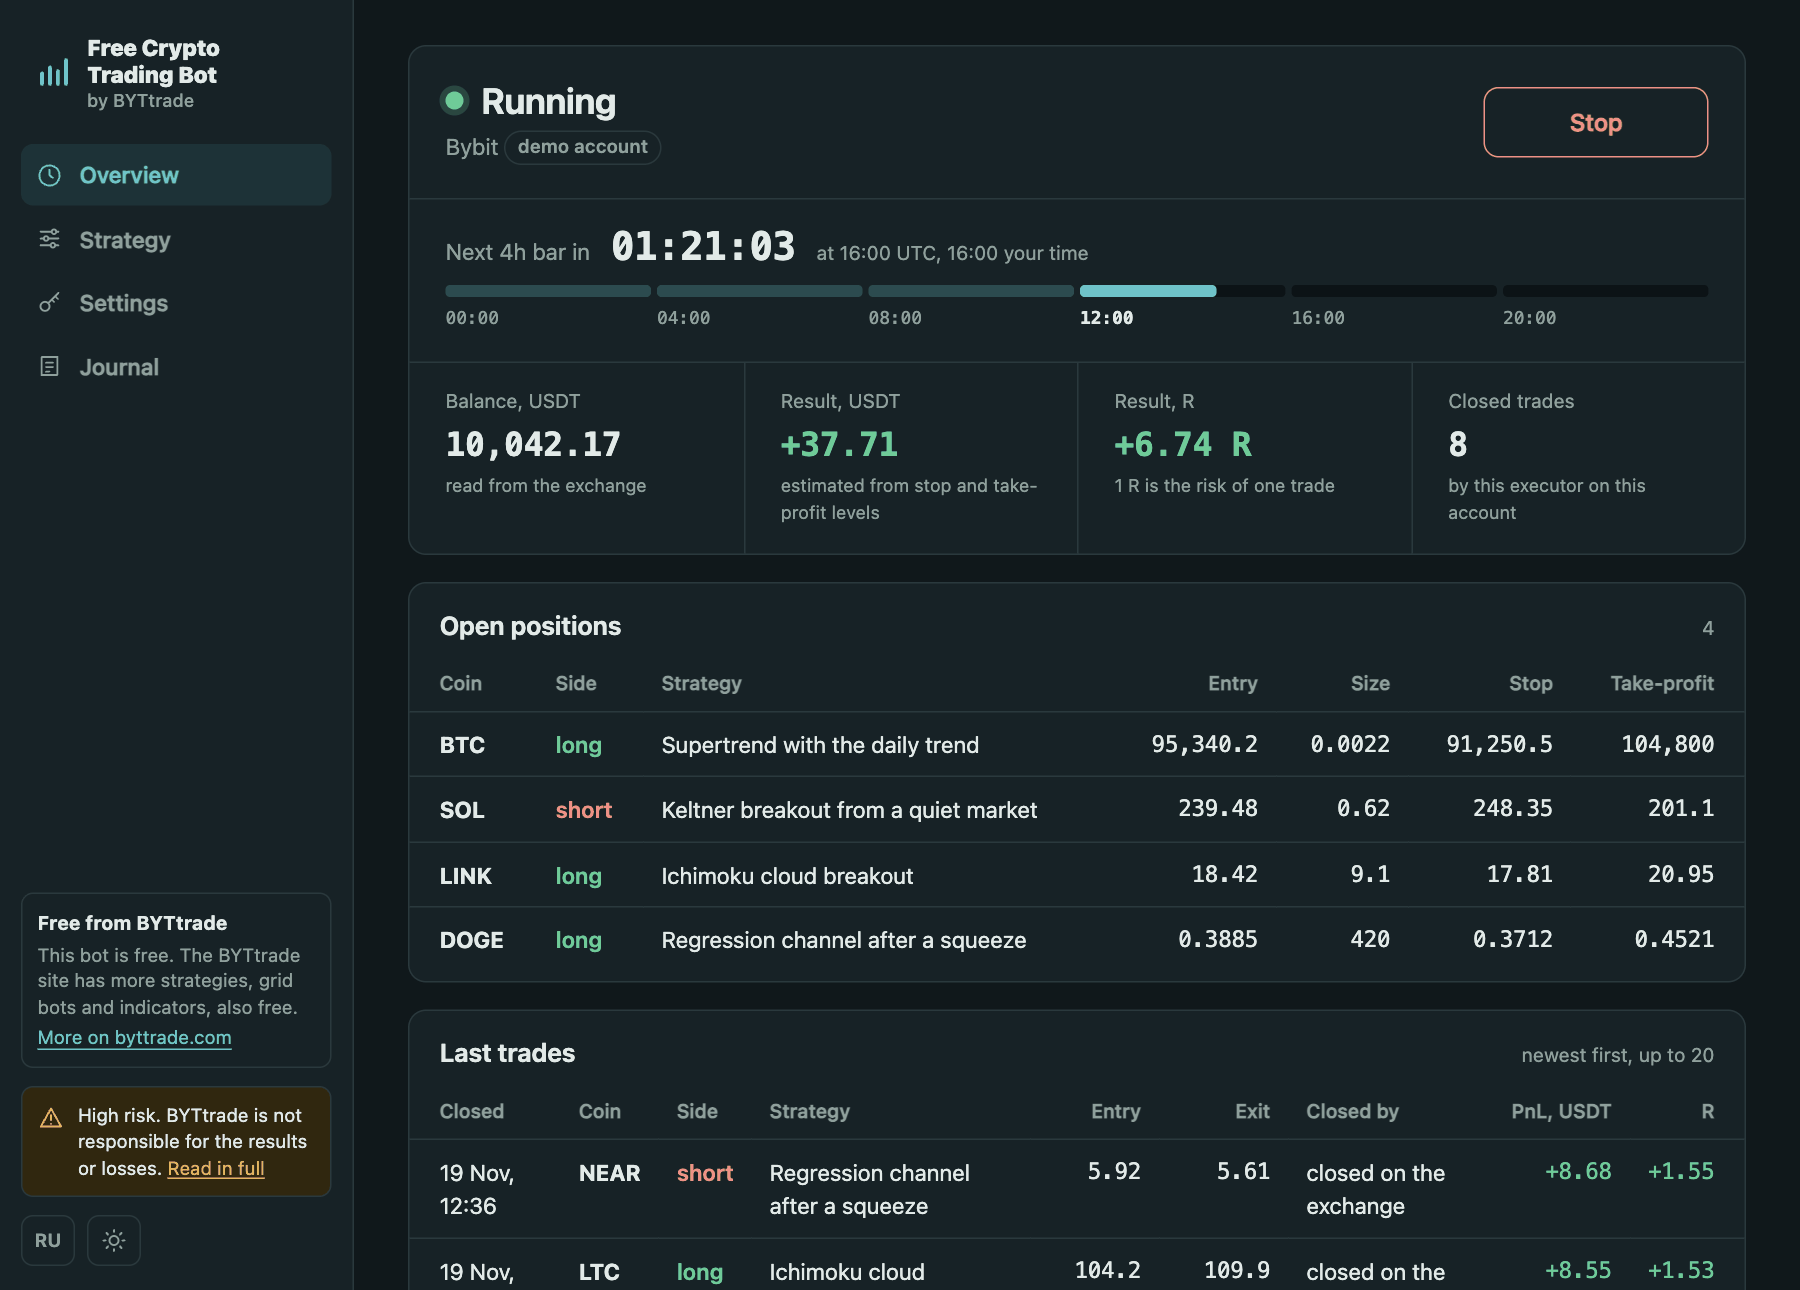 Free Crypto
Trading Bot
by BYTtrade
Overview
Strategy
Settings
Journal
Free from BYTtrade
This bot is free. The BYTtrade
site has more strategies, grid
bots and indicators, also free.
More on byttrade.com
High risk. BYTtrade is not
responsible for the results
or losses. Read in full
RU
Running
Bybit demo account
Stop
Next 4h bar in 01:21:03 at 16:00 UTC, 16:00 your time
00:00 04:00 08:00 12:00 16:00 20:00
Balance, USDT
10,042.17
read from the exchange
Result, USDT
+37.71
estimated from stop and take-
profit levels
Result, R
+6.74 R
1 R is the risk of one trade
Closed trades
8
by this executor on this
account
Open positions 4
Coin Side Strategy Entry Size Stop Take-profit
BTC long Supertrend with the daily trend 95,340.2 0.0022 91,250.5 104,800
SOL short Keltner breakout from a quiet market 239.48 0.62 248.35 201.1
LINK long Ichimoku cloud breakout 18.42 9.1 17.81 20.95
DOGE long Regression channel after a squeeze 0.3885 420 0.3712 0.4521
Last trades newest first, up to 20
Closed Coin Side Strategy Entry Exit Closed by PnL, USDT R
19 Nov, NEAR short Regression channel 5.92 5.61 closed on the +8.68 +1.55
12:36 after a squeeze exchange
19 Nov, LTC long Ichimoku cloud 104.2 109.9 closed on the +8.55 +1.53